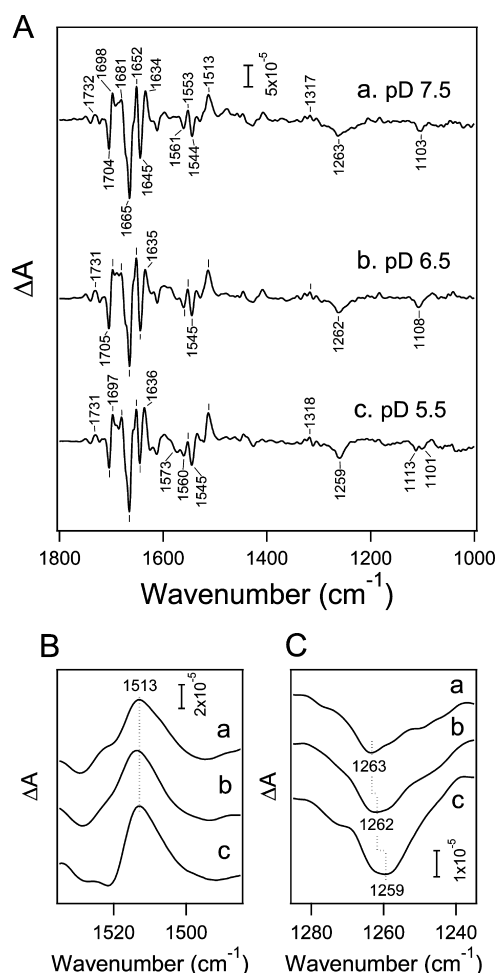 A
1732
1698
1681
1652
1634
1553
1513
5x10-5
1317
a. pD 7.5
1704
1665
1645
1561
1544
1263
1103
1731
1635
b. pD 6.5
1705
1545
1262
1108
ΔA
1731
1697
1636
1318
c. pD 5.5
1573
1560
1545
1259
1113
1101
1800 1600 1400 1200 1000
Wavenumber (cm-1)
B
1513
2x10-5
a
b
c
ΔA
1520 1500
Wavenumber (cm-1)
C
a
b
1263
c
1262
1259
1x10-5
ΔA
1280 1260 1240
Wavenumber (cm-1)